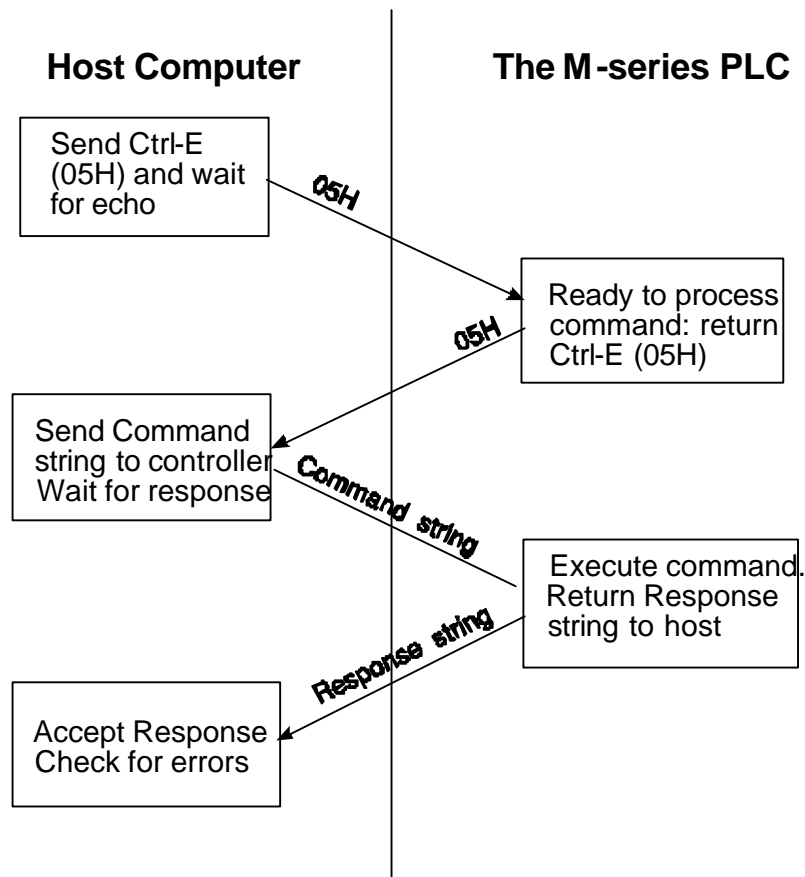 Host Computer
The M-series PLC
Send Ctrl-E
(05H) and wait
for echo
05H
Ready to process
command: return
Ctrl-E (05H)
05H
Send Command
string to controller
Wait for response
Command string
Execute command.
Return Response
string to host
Response string
Accept Response
Check for errors